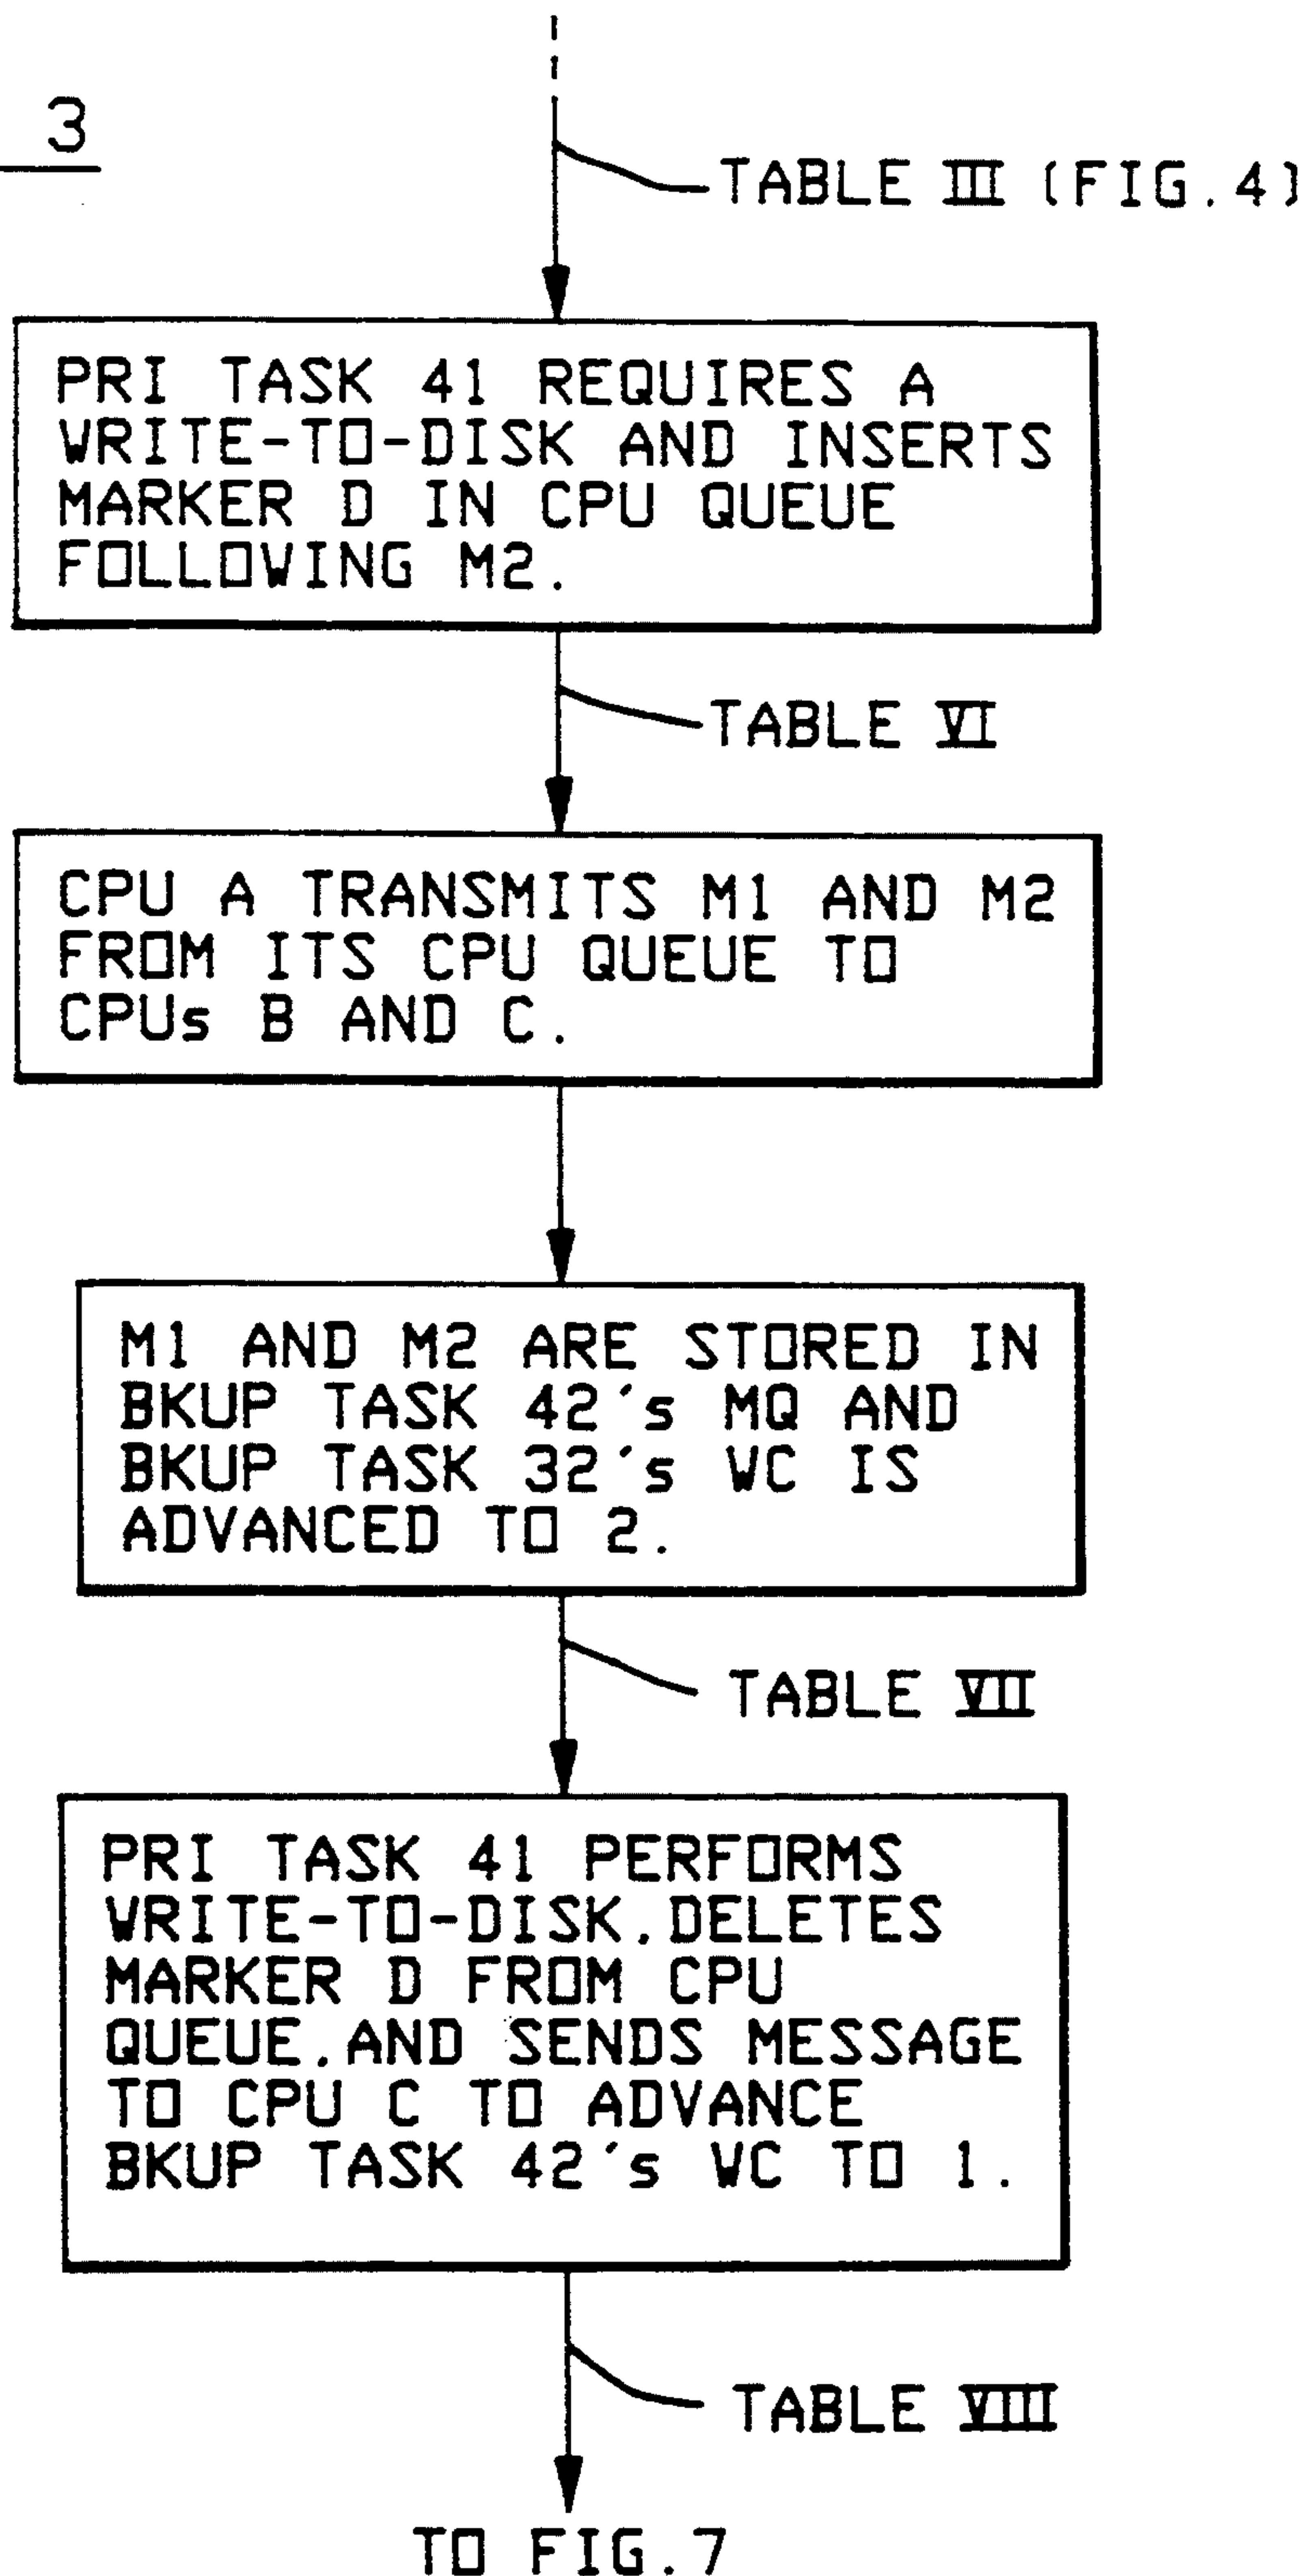 3
TABLE III (FIG.4)
PRI TASK 41 REQUIRES A
WRITE-TO-DISK AND INSERTS
MARKER D IN CPU QUEUE
FOLLOWING M2.
TABLE VI
CPU A TRANSMITS M1 AND M2
FROM ITS CPU QUEUE TO
CPUs B AND C.
M1 AND M2 ARE STORED IN
BKUP TASK 42's MQ AND
BKUP TASK 32's WC IS
ADVANCED TO 2.
TABLE VII
PRI TASK 41 PERFORMS
WRITE-TO-DISK,DELETES
MARKER D FROM CPU
QUEUE,AND SENDS MESSAGE
TO CPU C TO ADVANCE
BKUP TASK 42's WC TO 1.
TABLE VIII
TO FIG.7